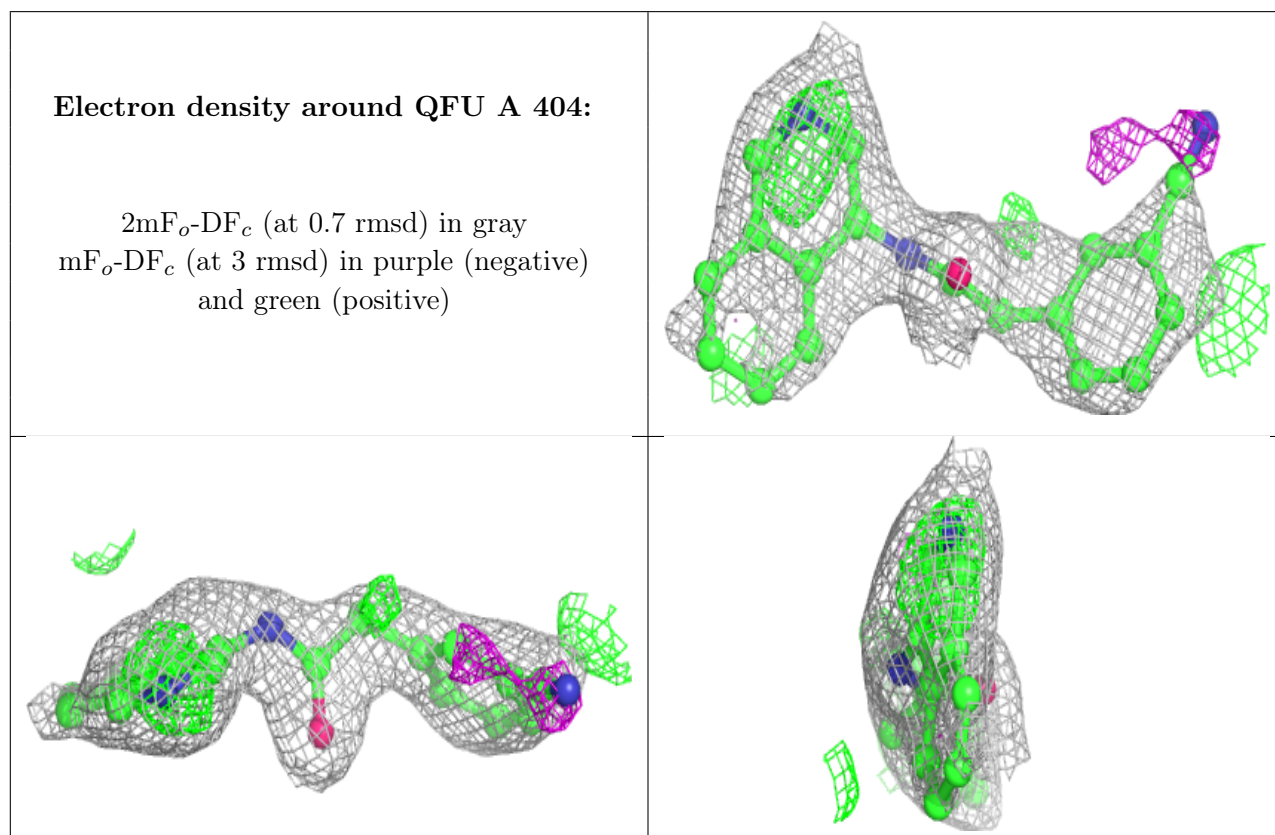 Electron density around QFU A 404:
2mFₒ-DF𝒸 (at 0.7 rmsd) in gray
mFₒ-DF𝒸 (at 3 rmsd) in purple (negative)
and green (positive)